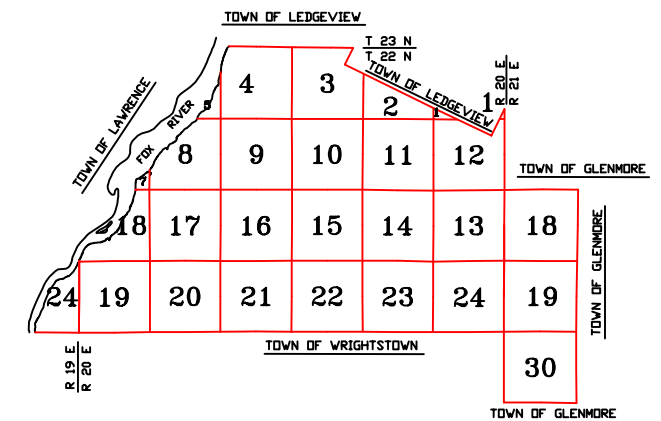 TOWN OF LEDGEVIEW
T 23 N
T 22 N
TOWN OF LEDGEVIEW
R 20 E
R 21 E
TOWN OF LAWRENCE
FOX RIVER
4 3 2 1 1
5
8 9 10 11 12
7
TOWN OF GLENMORE
18 17 16 15 14 13 18
TOWN OF GLENMORE
24 19 20 21 22 23 24 19
TOWN OF WRIGHTSTOWN
R 19 E
R 20 E
30
TOWN OF GLENMORE